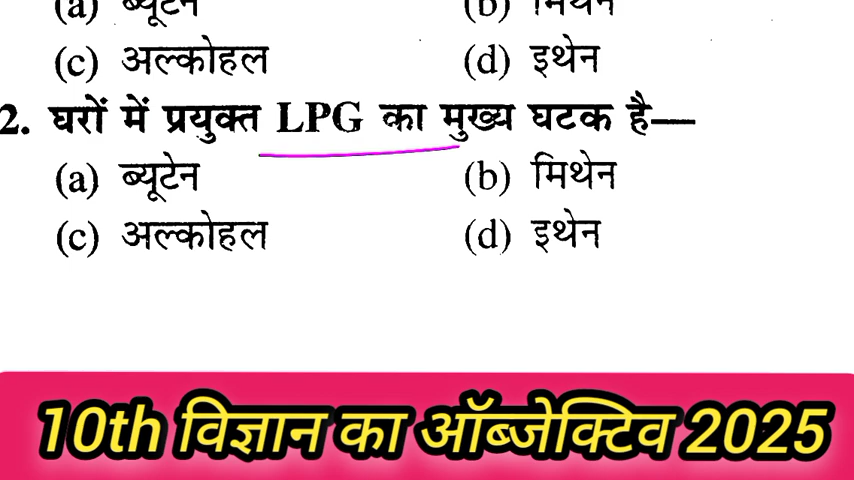 (a) ब्यूटेन (b) मिथेन
(c) अल्कोहल (d) इथेन
2. घरों में प्रयुक्त LPG का मुख्य घटक है—
(a) ब्यूटेन (b) मिथेन
(c) अल्कोहल (d) इथेन
10th विज्ञान का ऑब्जेक्टिव 2025